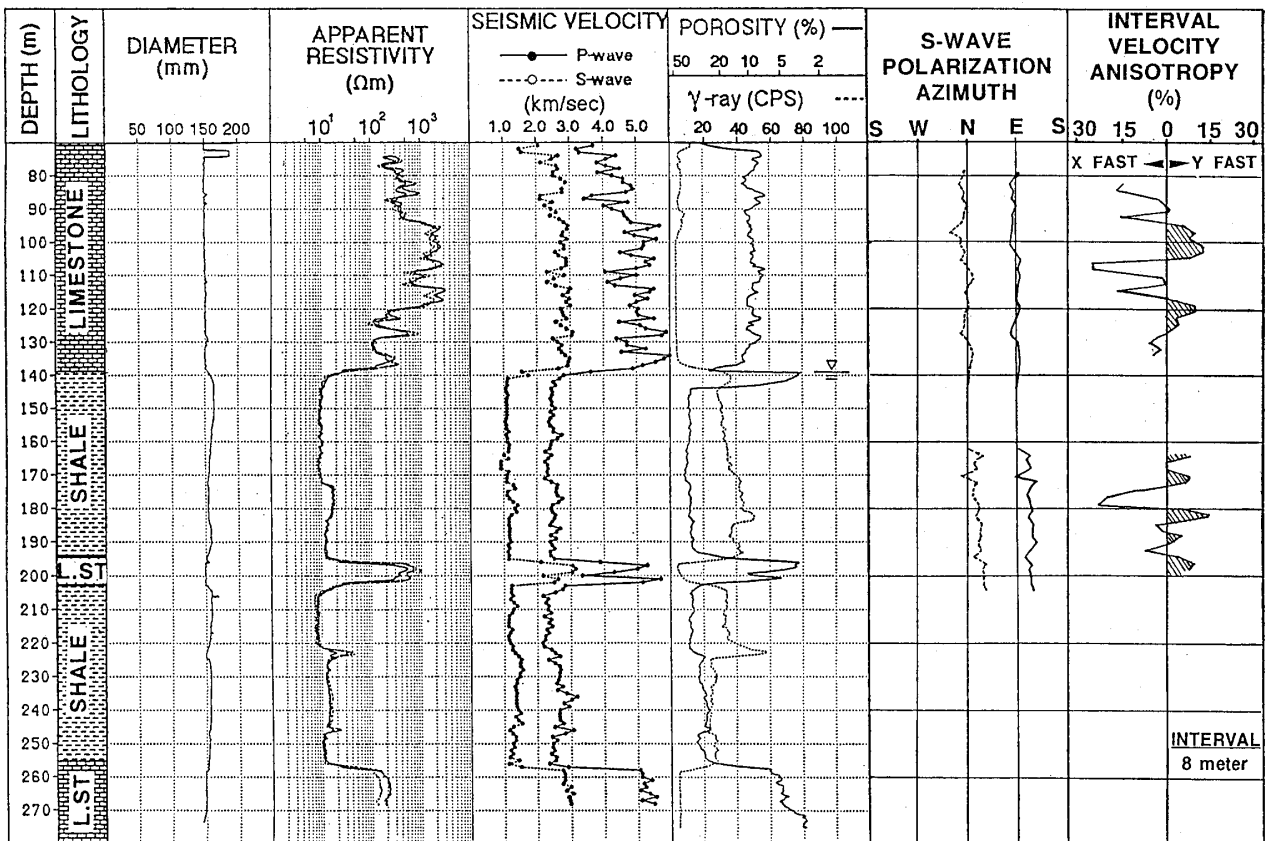 DEPTH (m)
LITHOLOGY
DIAMETER
(mm)
50 100 150 200
APPARENT
RESISTIVITY
(Ωm)
10¹ 10² 10³
SEISMIC VELOCITY
P-wave
S-wave
(km/sec)
1.0 2.0 3.0 4.0 5.0
POROSITY (%)
50 20 10 5 2
γ-ray (CPS)
20 40 60 80 100
S-WAVE
POLARIZATION
AZIMUTH
S W N E S
INTERVAL
VELOCITY
ANISOTROPY
(%)
30 15 0 15 30
X FAST Y FAST
80
90
100
110
120
130
140
150
160
170
180
190
200
210
220
230
240
250
260
270
LIMESTONE
SHALE
L.ST
SHALE
L.ST
INTERVAL
8 meter